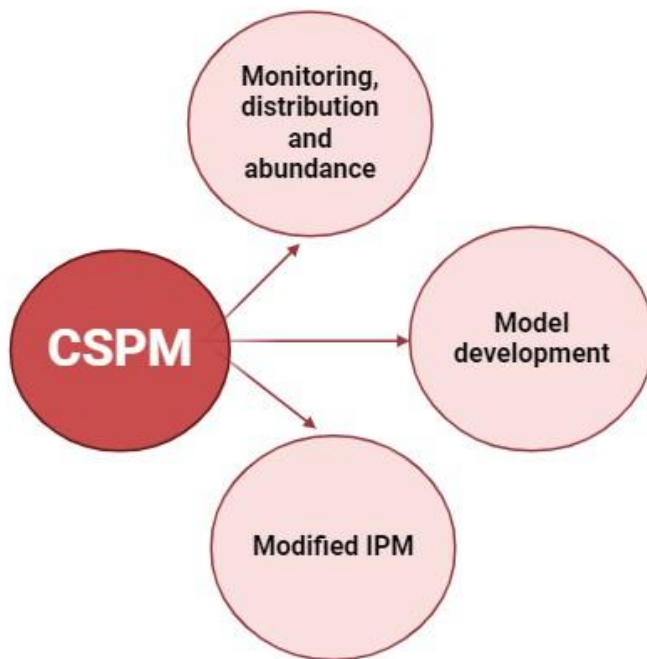 Monitoring,
distribution
and
abundance
CSPM
Model
development
Modified IPM